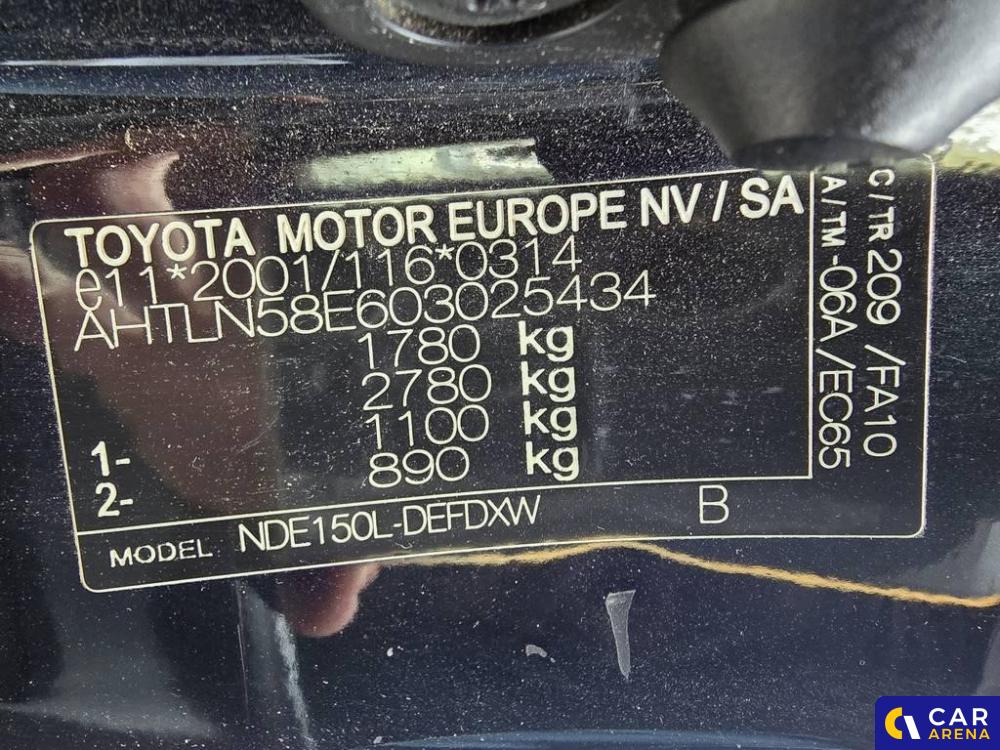 TOYOTA MOTOR EUROPE NV / SA
e11*2001/116*0314
AHTLN58E603025434
1780 kg
2780 kg
1- 1100 kg
2- 890 kg
MODEL NDE150L-DEFDXW B
C / TR 209 / FA10
A / TM -06A / EC65
CAR
ARENA